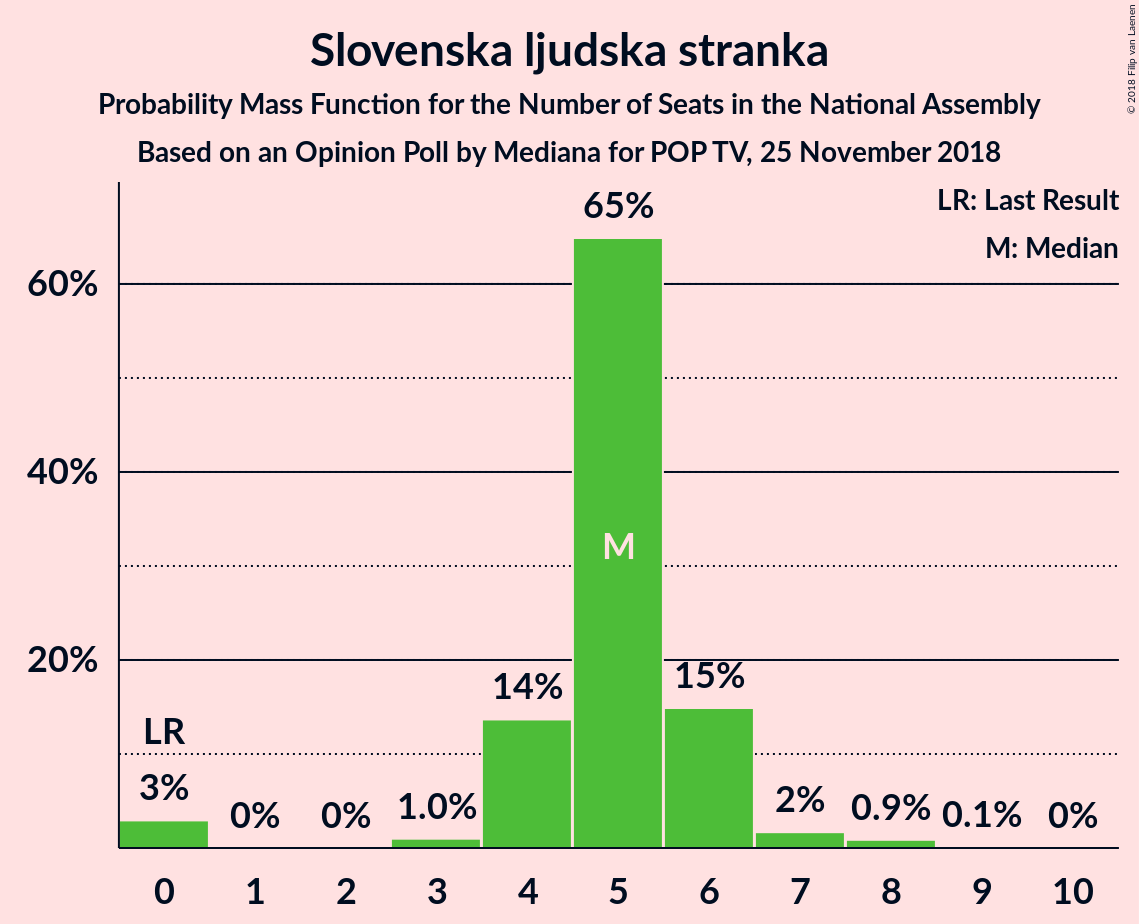 Slovenska ljudska stranka
Probability Mass Function for the Number of Seats in the National Assembly
Based on an Opinion Poll by Mediana for POP TV, 25 November 2018
© 2018 Filip van Laenen
LR: Last Result
M: Median
60%
40%
20%
LR
3%
0%
0%
1.0%
14%
65%
M
15%
2%
0.9%
0.1%
0%
0 1 2 3 4 5 6 7 8 9 10